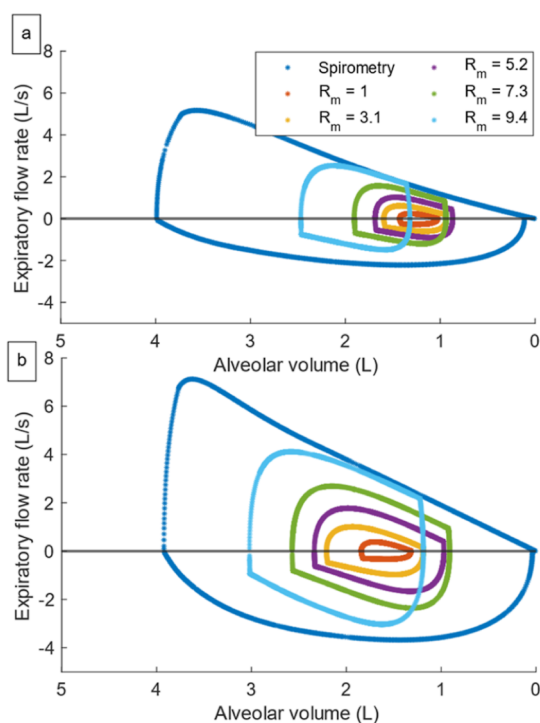 a
8
6
4
2
0
-2
-4
Expiratory flow rate (L/s)
Spirometry
R_m = 1
R_m = 3.1
R_m = 5.2
R_m = 7.3
R_m = 9.4
5 4 3 2 1 0
Alveolar volume (L)
b
8
6
4
2
0
-2
-4
Expiratory flow rate (L/s)
5 4 3 2 1 0
Alveolar volume (L)